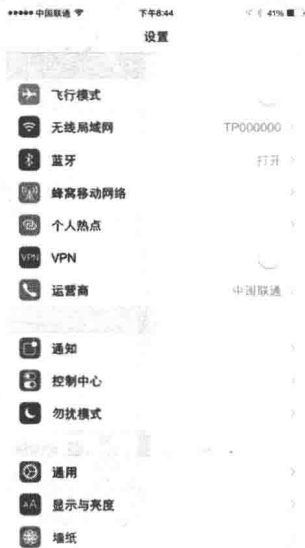 中国联通 下午8:44 41%
设置
飞行模式
无线局域网 TP000000
蓝牙 打开
蜂窝移动网络
个人热点
VPN VPN
运营商 中国联通
通知
控制中心
勿扰模式
通用
AA 显示与亮度
墙纸